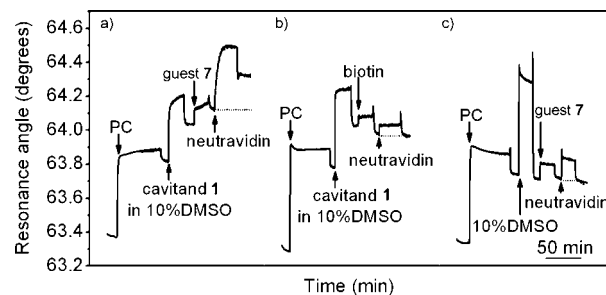 a)
b)
c)
64.6
64.4
64.2
64.0
63.8
63.6
63.4
63.2
Resonance angle (degrees)
PC
guest 7
neutravidin
cavitand 1
in 10%DMSO
PC
biotin
neutravidin
cavitand 1
in 10%DMSO
PC
guest 7
neutravidin
10%DMSO
50 min
Time (min)